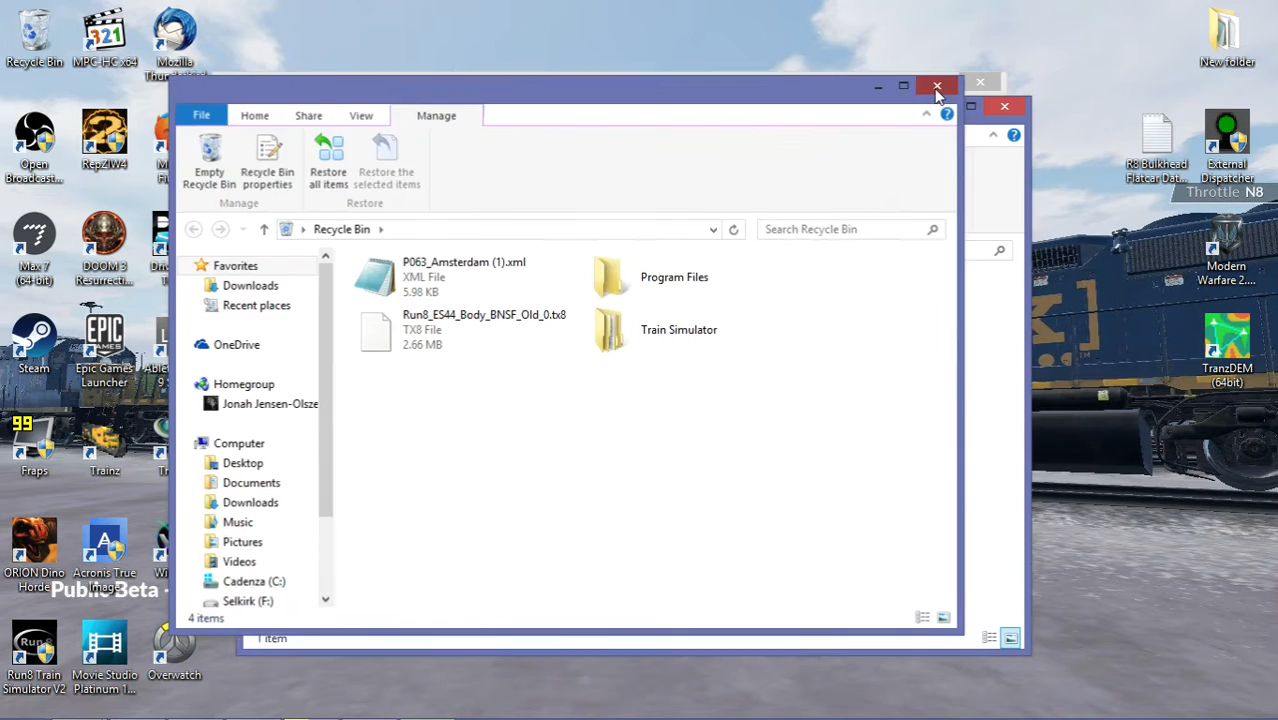 Recycle Bin
MPC-HC x64
Mozilla
New folder
Open
Broadcast...
RepZIW4
R8 Bulkhead
Flatcar Dat...
External
Dispatcher
Throttle N8
Max 7
(64-bit)
DOOM 3
Resurrecti...
Modern
Warfare 2....
Steam
Epic Games
Launcher
TranzDEM
(64bit)
99
Fraps
Trainz
ORION Dino
Horde
Acronis True
Image
Public Beta -
Run8 Train
Simulator V2
Movie Studio
Platinum 1...
Overwatch
File
Home
Share
View
Manage
Empty
Recycle Bin
Recycle Bin
properties
Restore
all items
Restore the
selected items
Manage
Restore
Recycle Bin
Search Recycle Bin
Favorites
Downloads
Recent places
OneDrive
Homegroup
Jonah Jensen-Olsze
Computer
Desktop
Documents
Downloads
Music
Pictures
Videos
Cadenza (C:)
Selkirk (F:)
P063_Amsterdam (1).xml
XML File
5.98 KB
Run8_ES44_Body_BNSF_Old_0.tx8
TX8 File
2.66 MB
Program Files
Train Simulator
4 items
1 item